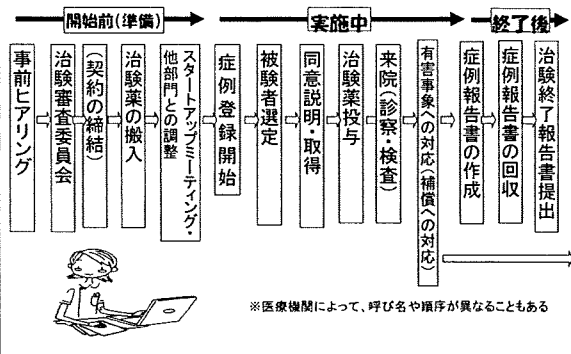 開始前(準備)
実施中
終了後
事前ヒアリング
治験審査委員会
(契約の締結)
治験薬の搬入
スタートアップミーティング・
他部門との調整
症例登録開始
被験者選定
同意説明・取得
治験薬投与
来院(診察・検査)
有害事象への対応(補償への対応)
症例報告書の作成
症例報告書の回収
治験終了報告書提出
※医療機関によって、呼び名や順序が異なることもある